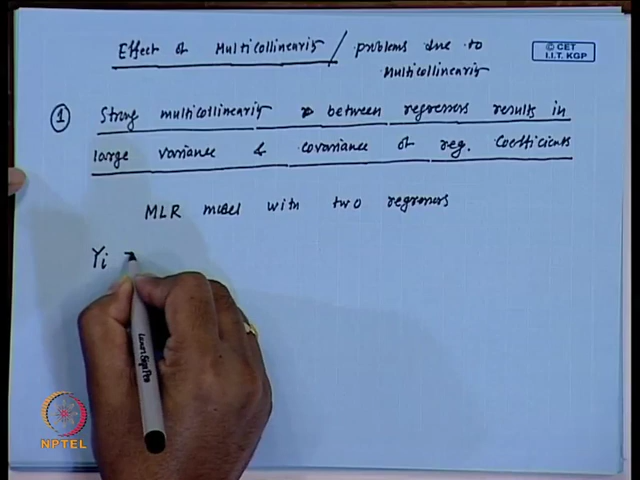 Effect of Multicollinearity / problems due to
Multicollinearity
© CET
I.I.T. KGP
1 Strong multicollinearity between regressors results in
large variance & covariance of reg. coefficients
MLR model with two regressors
Yi
NPTEL